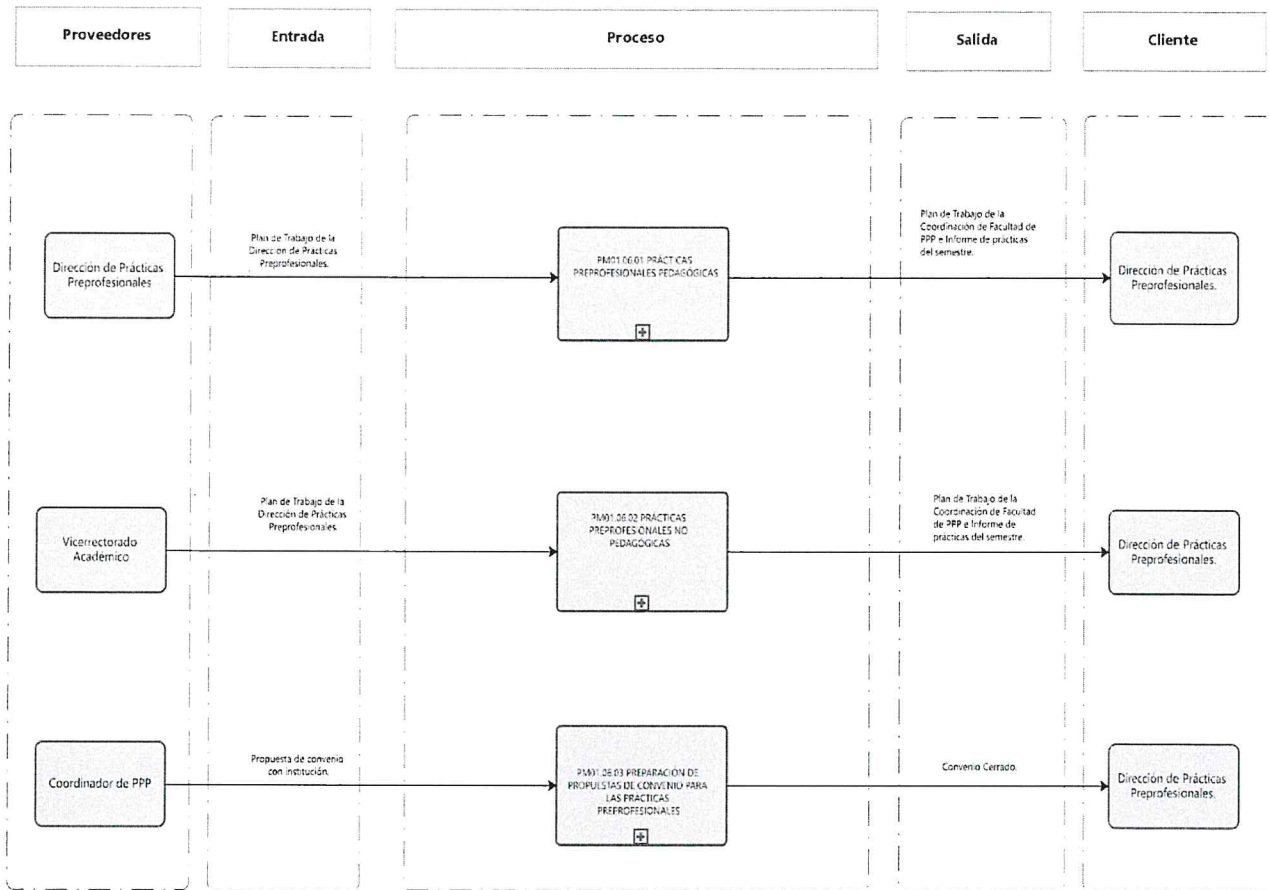 Proveedores
Entrada
Proceso
Salida
Cliente
Dirección de Prácticas
Preprofesionales
Plan de Trabajo de la
Dirección de Prácticas
Preprofesionales.
PM01.06.01 PRÁCTICAS
PREPROFESIONALES PEDAGÓGICAS
Plan de Trabajo de la
Coordinación de Facultad de
PPP e Informe de prácticas
del semestre.
Dirección de Prácticas
Preprofesionales.
Vicerrectorado
Académico
Plan de Trabajo de la
Dirección de Prácticas
Preprofesionales.
PM01.06.02 PRÁCTICAS
PREPROFESIONALES NO
PEDAGÓGICAS
Plan de Trabajo de la
Coordinación de Facultad
de PPP e Informe de
prácticas del semestre.
Dirección de Prácticas
Preprofesionales.
Coordinador de PPP
Propuesta de convenio
con institución.
PM01.06.03 PREPARACIÓN DE
PROPUESTAS DE CONVENIO PARA
LAS PRÁCTICAS
PREPROFESIONALES
Convenio Cerrado.
Dirección de Prácticas
Preprofesionales.